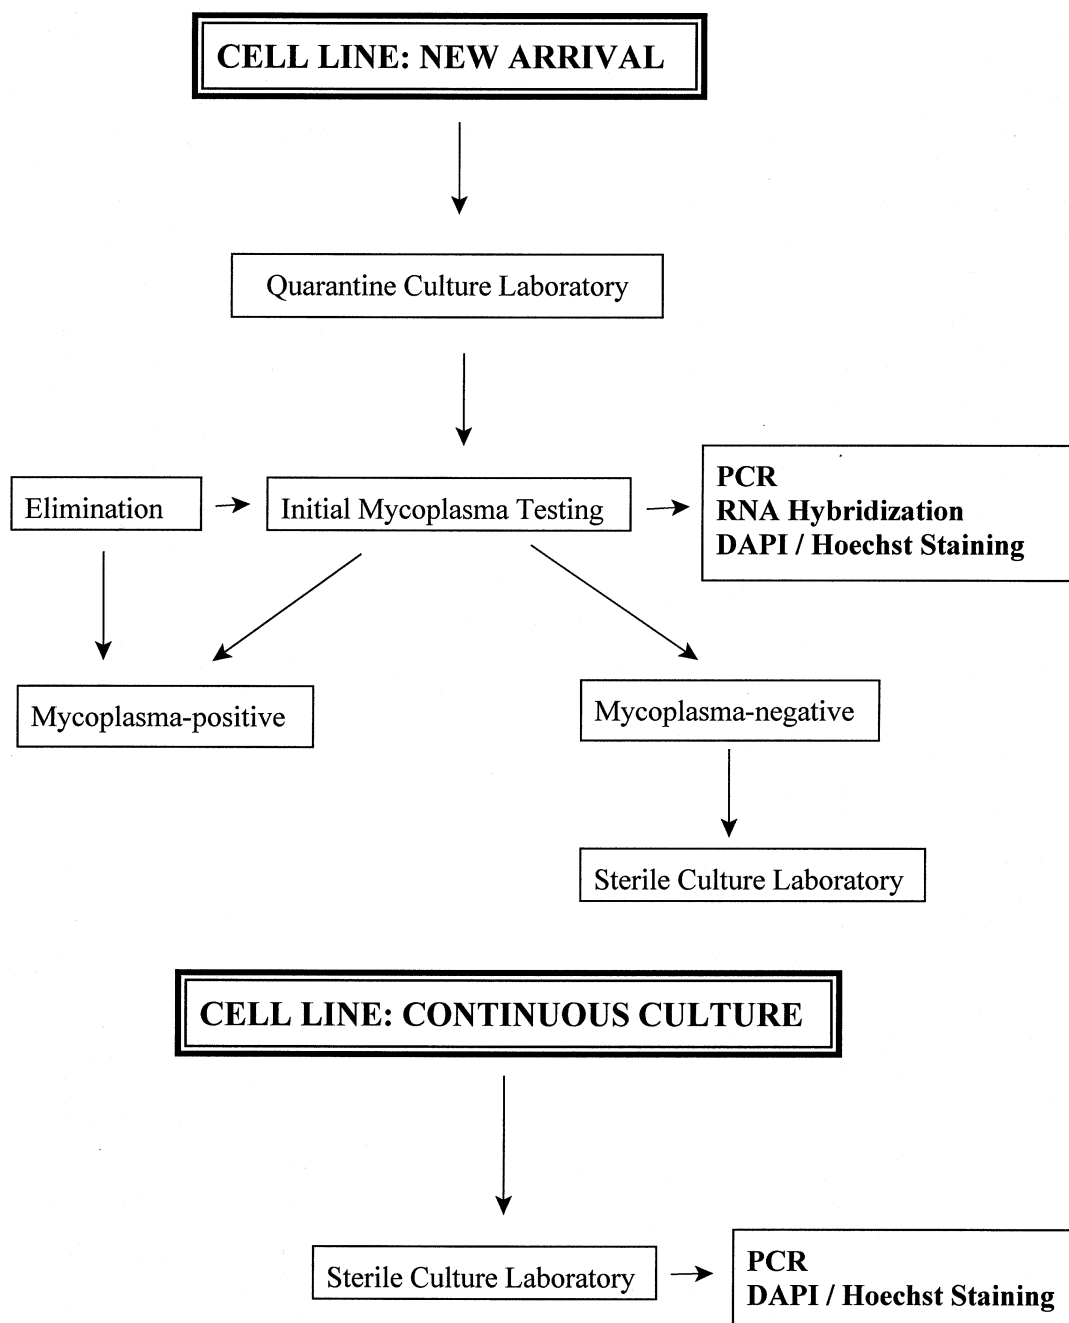 CELL LINE: NEW ARRIVAL
Quarantine Culture Laboratory
Elimination
Initial Mycoplasma Testing
PCR
RNA Hybridization
DAPI / Hoechst Staining
Mycoplasma-positive
Mycoplasma-negative
Sterile Culture Laboratory
CELL LINE: CONTINUOUS CULTURE
Sterile Culture Laboratory
PCR
DAPI / Hoechst Staining